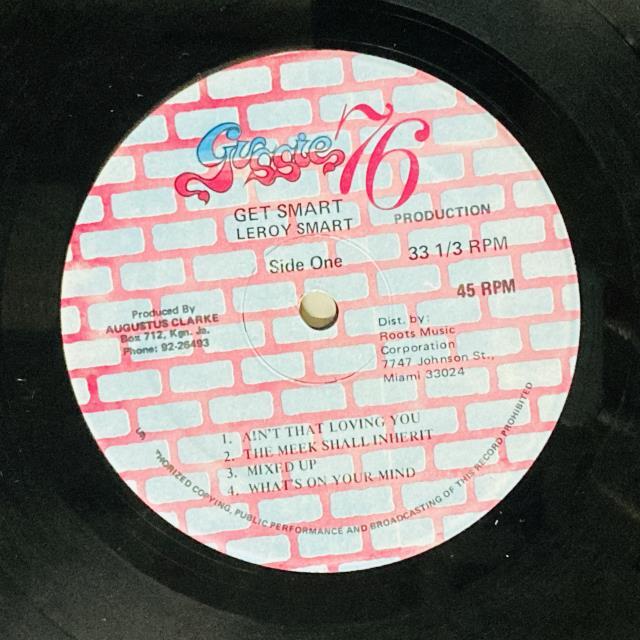 Gussie '76
PRODUCTION
GET SMART
LEROY SMART
Side One
33 1/3 RPM
45 RPM
Produced By
AUGUSTUS CLARKE
Box 712, Kgn. Ja.
Phone: 92-26493
Dist. by:
Roots Music
Corporation
7747 Johnson St.,
Miami 33024
1. AIN'T THAT LOVING YOU
2. THE MEEK SHALL INHERIT
3. MIXED UP
4. WHAT'S ON YOUR MIND
THORIZED COPYING, PUBLIC PERFORMANCE AND BROADCASTING OF THIS RECORD PROHIBITED